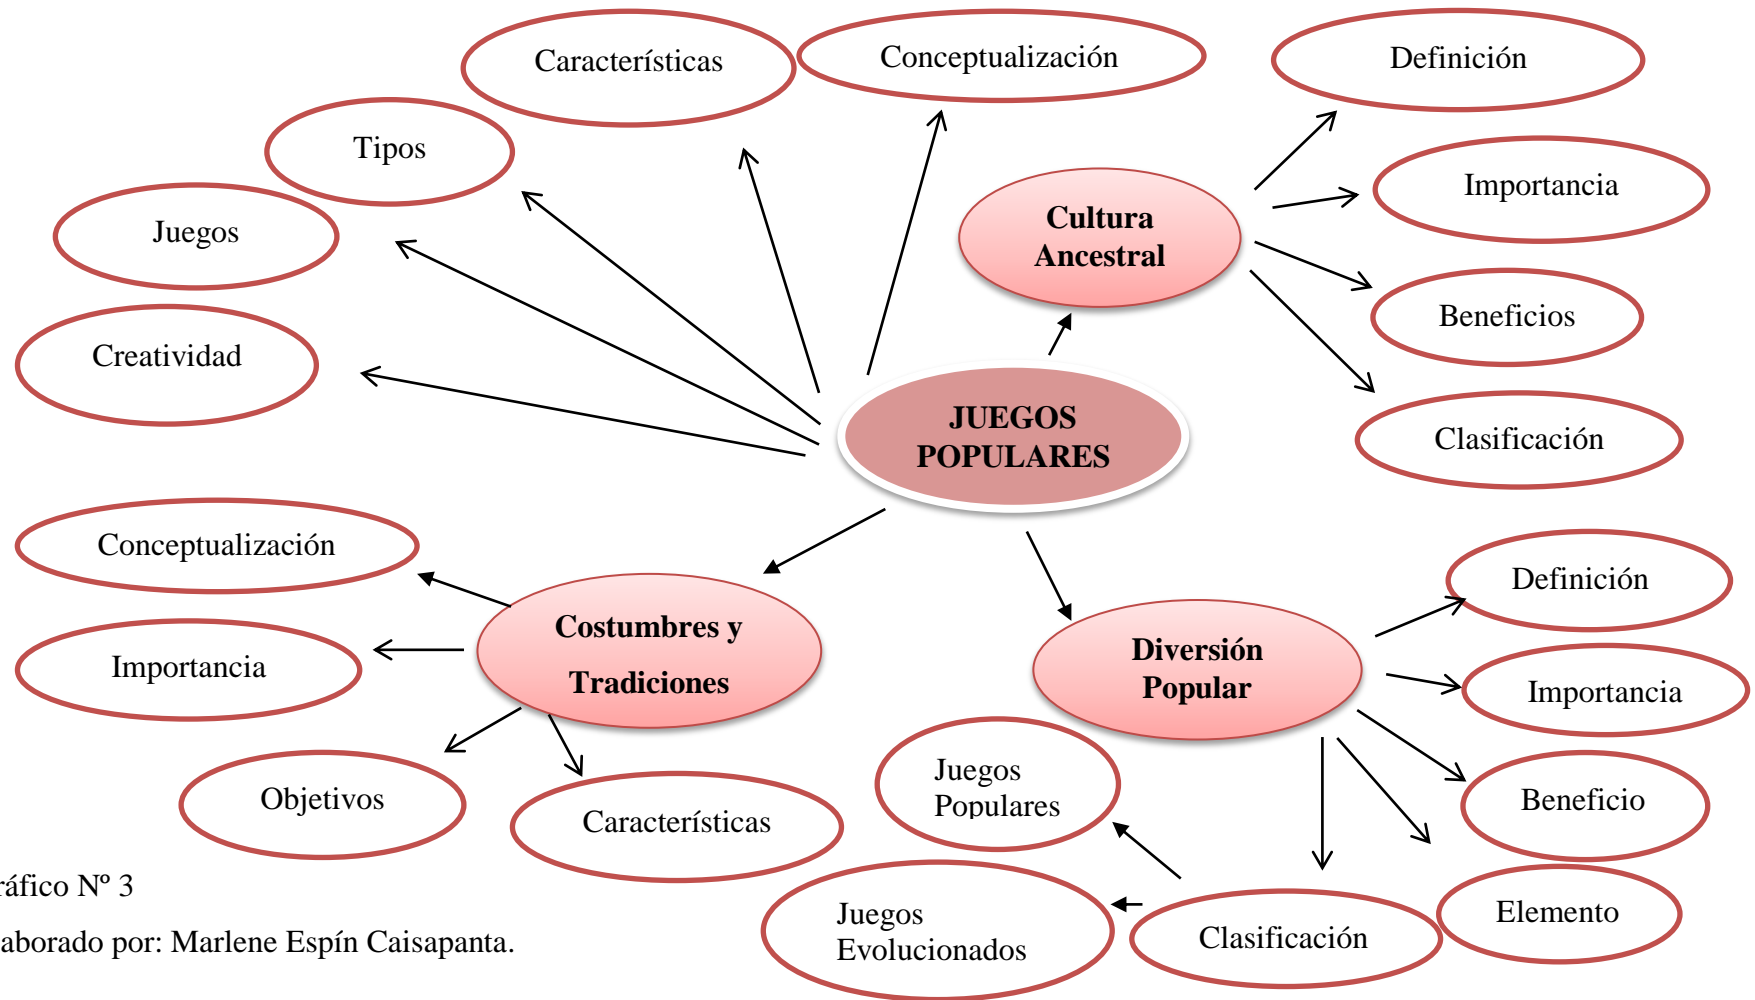 Características
Conceptualización
Definición
Tipos
Importancia
Juegos
Cultura
Ancestral
Beneficios
Creatividad
JUEGOS
POPULARES
Clasificación
Conceptualización
Definición
Costumbres y
Tradiciones
Importancia
Diversión
Popular
Importancia
Objetivos
Características
Juegos
Populares
Beneficio
Elemento
Juegos
Evolucionados
Clasificación
ráfico Nº 3
aborado por: Marlene Espín Caisapanta.